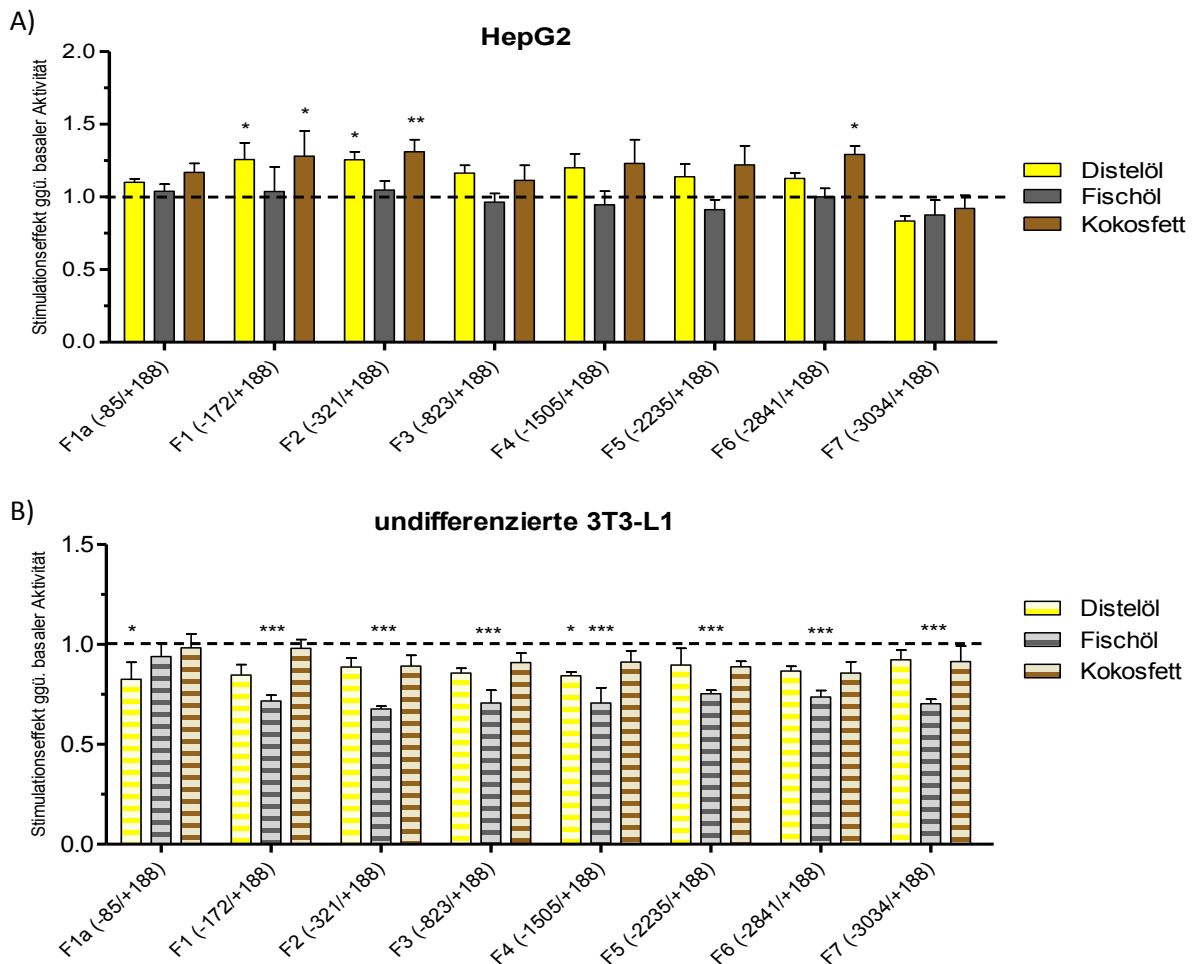 A)
HepG2
Stimulationseffekt ggü. basaler Aktivität
2.0
1.5
1.0
0.5
0.0
* * * ** *
F1a (-85/+188)
F1 (-172/+188)
F2 (-321/+188)
F3 (-823/+188)
F4 (-1505/+188)
F5 (-2235/+188)
F6 (-2841/+188)
F7 (-3034/+188)
Distelöl
Fischöl
Kokosfett
B)
undifferenzierte 3T3-L1
Stimulationseffekt ggü. basaler Aktivität
1.5
1.0
0.5
0.0
* *** *** *** * *** *** *** ***
F1a (-85/+188)
F1 (-172/+188)
F2 (-321/+188)
F3 (-823/+188)
F4 (-1505/+188)
F5 (-2235/+188)
F6 (-2841/+188)
F7 (-3034/+188)
Distelöl
Fischöl
Kokosfett